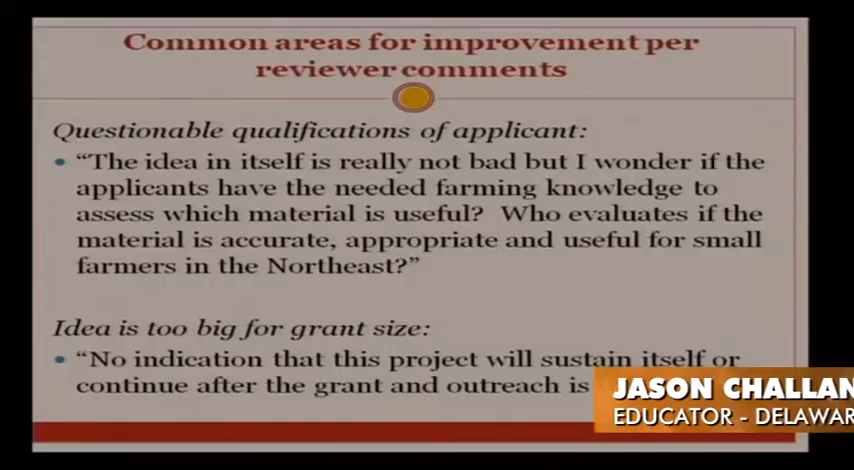 Common areas for improvement per
reviewer comments
Questionable qualifications of applicant:
• “The idea in itself is really not bad but I wonder if the
applicants have the needed farming knowledge to
assess which material is useful? Who evaluates if the
material is accurate, appropriate and useful for small
farmers in the Northeast?”
Idea is too big for grant size:
• “No indication that this project will sustain itself or
continue after the grant and outreach is
JASON CHALLAN
EDUCATOR - DELAWAR